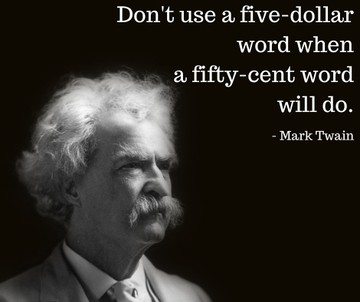 Don't use a five-dollar
word when
a fifty-cent word
will do.
- Mark Twain